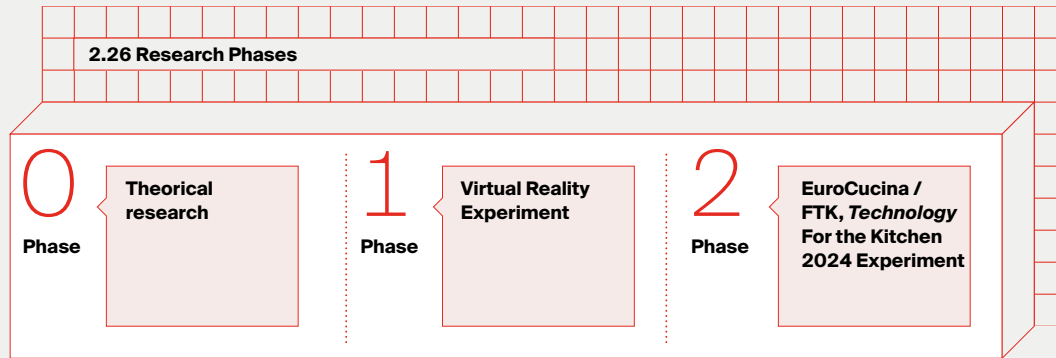 2.26 Research Phases
0
Phase
Theorical
research
1
Phase
Virtual Reality
Experiment
2
Phase
EuroCucina /
FTK, Technology
For the Kitchen
2024 Experiment